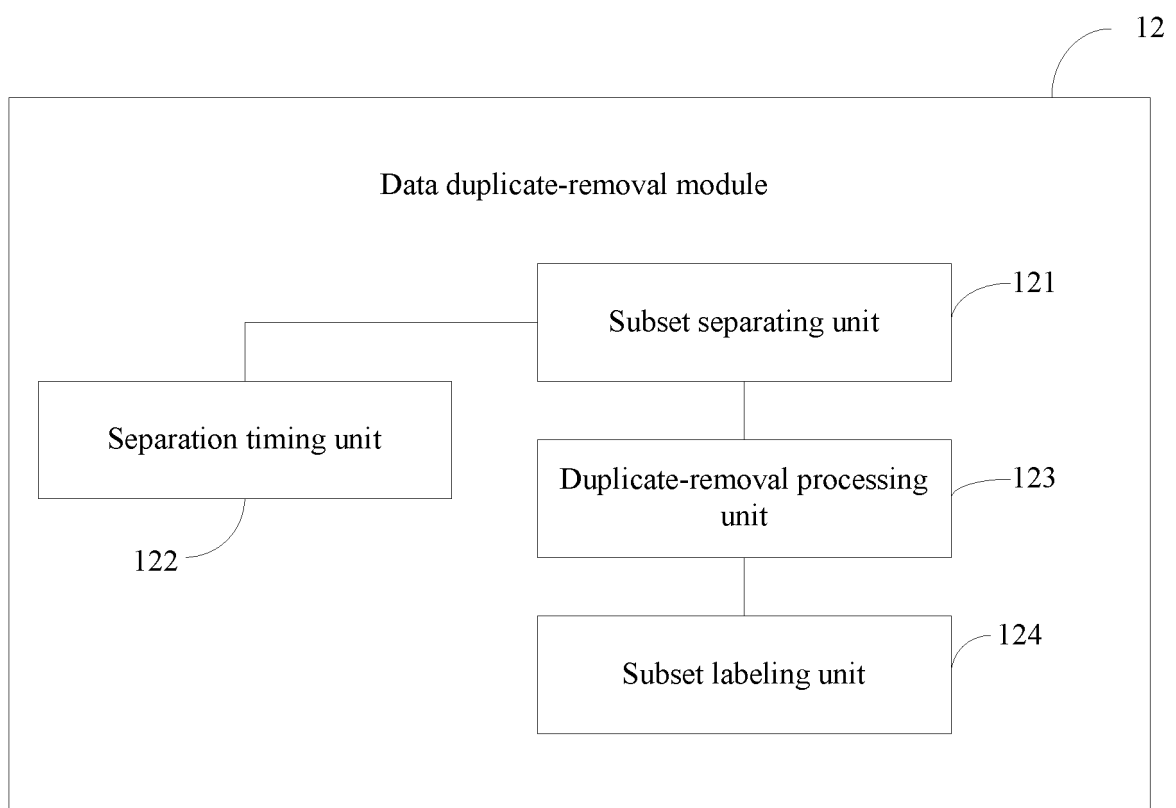 12
Data duplicate-removal module
121
Subset separating unit
Separation timing unit
122
Duplicate-removal processing
unit
123
Subset labeling unit
124